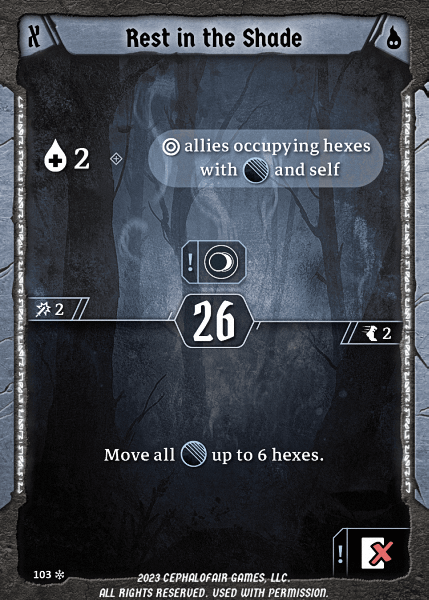 X
Rest in the Shade
2
allies occupying hexes
with
and self
!
2
26
2
Move all
up to 6 hexes.
!
103
2023 CEPHALOFAIR GAMES, LLC.
ALL RIGHTS RESERVED. USED WITH PERMISSION.